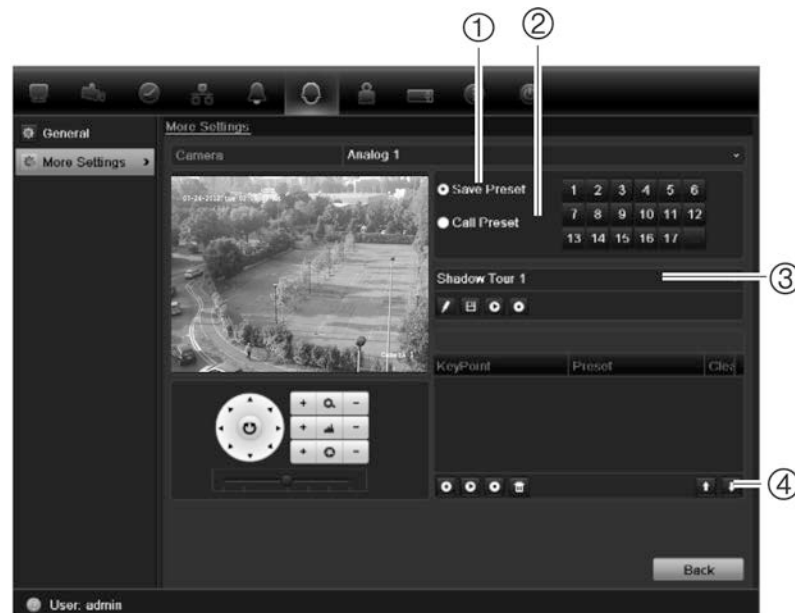 ① ②
General
More Settings
More Settings
Camera Analog 1
Save Preset
Call Preset
1 2 3 4 5 6
7 8 9 10 11 12
13 14 15 16 17
Shadow Tour 1
③
KeyPoint Preset Clea
④
Back
User: admin